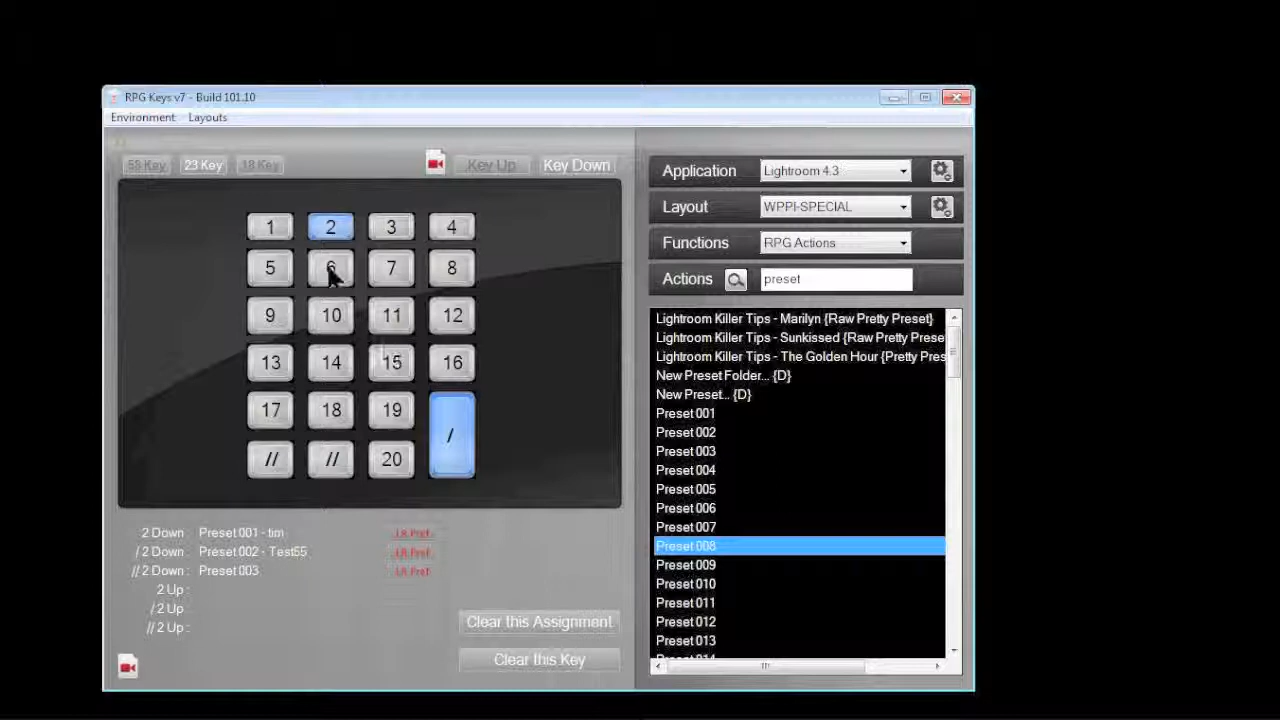 RPG Keys v7 - Build 101.10
Environment Layouts
58 Key 23 Key 18 Key Key Up Key Down
1 2 3 4
5 6 7 8
9 10 11 12
13 14 15 16
17 18 19 /
// // 20
2 Down : Preset 001 - tim LR Pref
/ 2 Down : Preset 002 - Test55 LR Pref
// 2 Down : Preset 003 LR Pref
2 Up :
/ 2 Up :
// 2 Up :
Clear this Assignment
Clear this Key
Application Lightroom 4.3
Layout WPPI-SPECIAL
Functions RPG Actions
Actions preset
Lightroom Killer Tips - Marilyn {Raw Pretty Preset}
Lightroom Killer Tips - Sunkissed {Raw Pretty Prese
Lightroom Killer Tips - The Golden Hour {Pretty Pres
New Preset Folder... {D}
New Preset... {D}
Preset 001
Preset 002
Preset 003
Preset 004
Preset 005
Preset 006
Preset 007
Preset 008
Preset 009
Preset 010
Preset 011
Preset 012
Preset 013
Preset 014